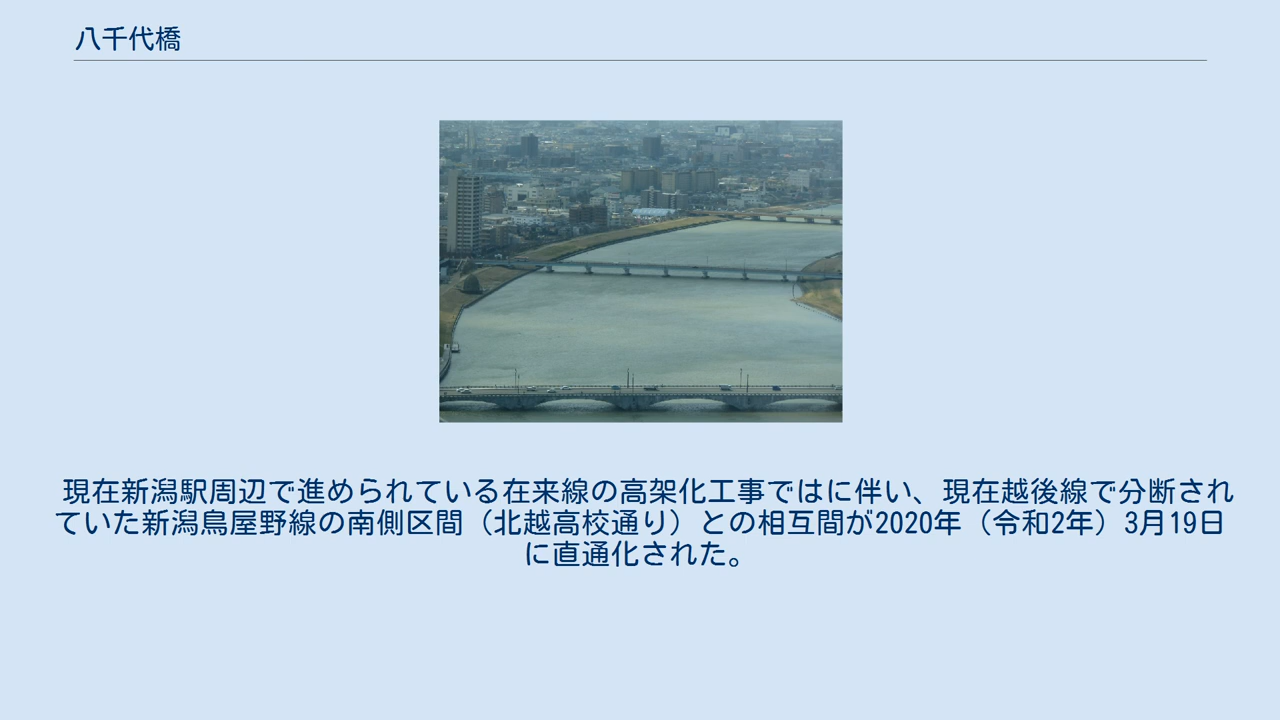 八千代橋
現在新潟駅周辺で進められている在来線の高架化工事ではに伴い、現在越後線で分断され
ていた新潟鳥屋野線の南側区間（北越高校通り）との相互間が2020年（令和2年）3月19日
に直通化された。